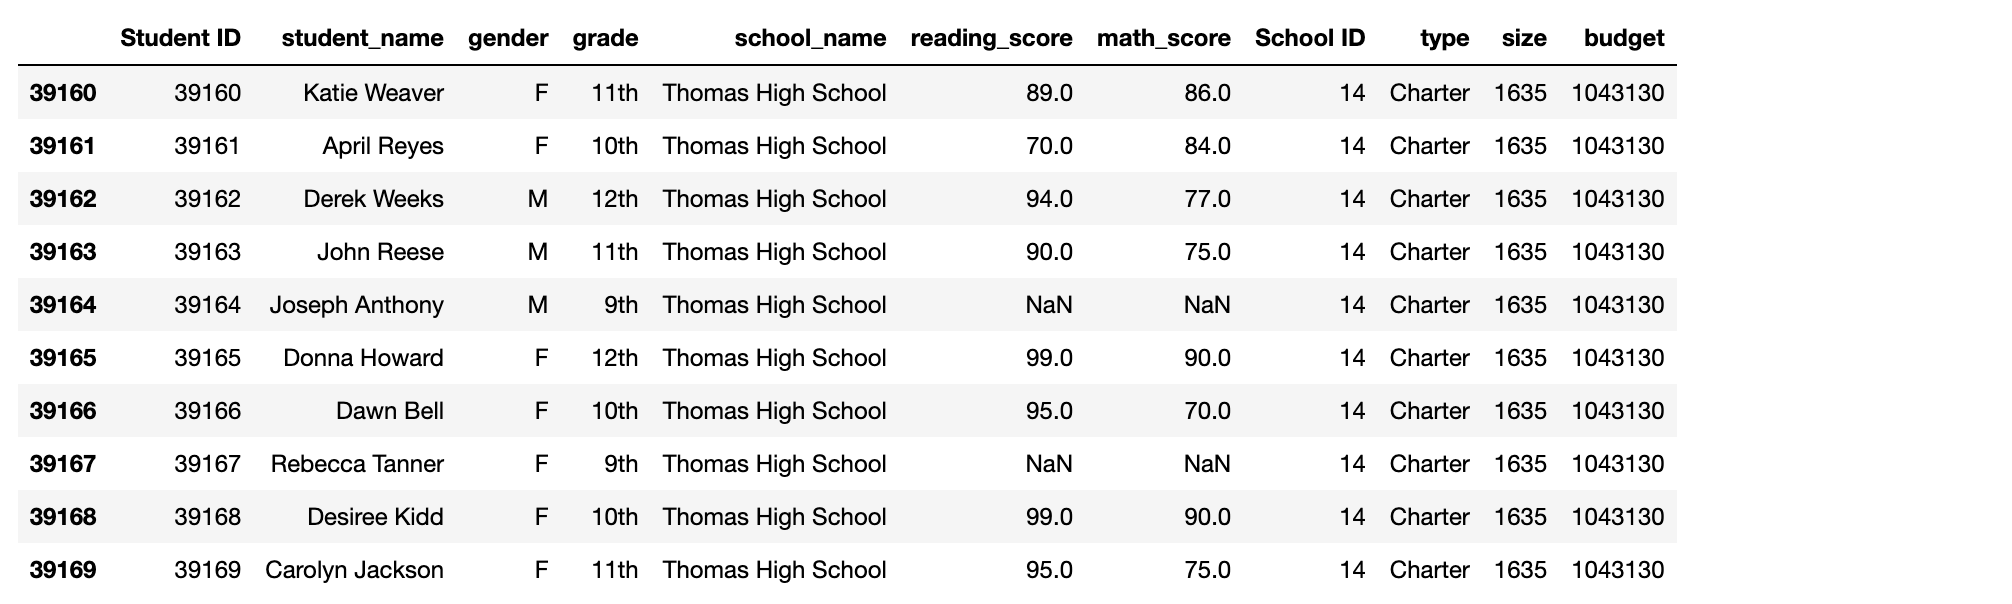 Student ID student_name gender grade school_name reading_score math_score School ID type size budget
39160 39160 Katie Weaver F 11th Thomas High School 89.0 86.0 14 Charter 1635 1043130
39161 39161 April Reyes F 10th Thomas High School 70.0 84.0 14 Charter 1635 1043130
39162 39162 Derek Weeks M 12th Thomas High School 94.0 77.0 14 Charter 1635 1043130
39163 39163 John Reese M 11th Thomas High School 90.0 75.0 14 Charter 1635 1043130
39164 39164 Joseph Anthony M 9th Thomas High School NaN NaN 14 Charter 1635 1043130
39165 39165 Donna Howard F 12th Thomas High School 99.0 90.0 14 Charter 1635 1043130
39166 39166 Dawn Bell F 10th Thomas High School 95.0 70.0 14 Charter 1635 1043130
39167 39167 Rebecca Tanner F 9th Thomas High School NaN NaN 14 Charter 1635 1043130
39168 39168 Desiree Kidd F 10th Thomas High School 99.0 90.0 14 Charter 1635 1043130
39169 39169 Carolyn Jackson F 11th Thomas High School 95.0 75.0 14 Charter 1635 1043130